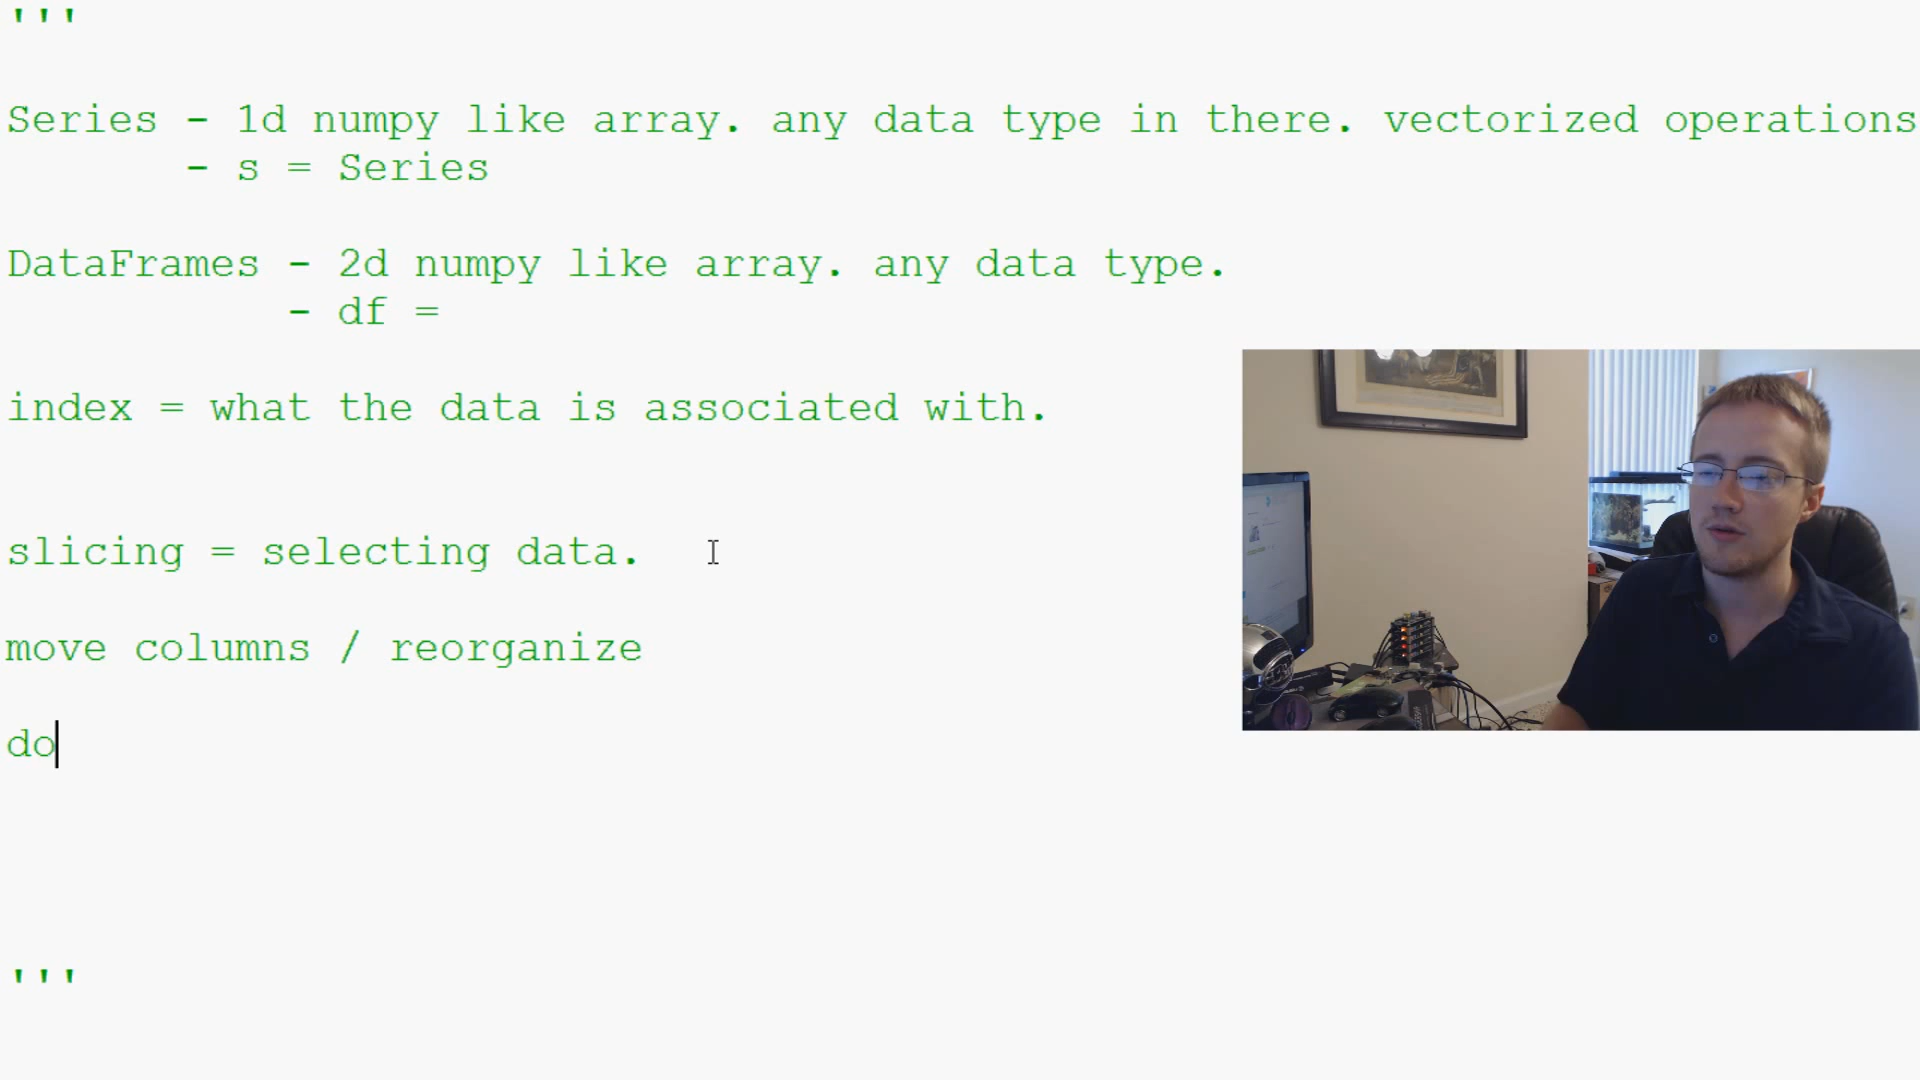 '''
Series - 1d numpy like array. any data type in there. vectorized operations
- s = Series
DataFrames - 2d numpy like array. any data type.
- df =
index = what the data is associated with.
slicing = selecting data.
move columns / reorganize
do
'''